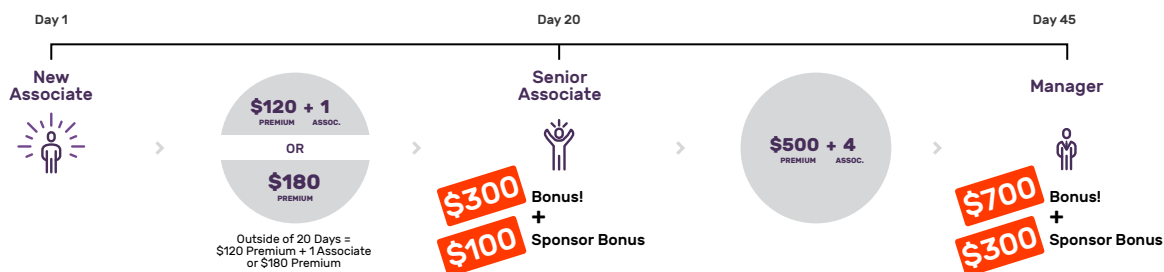 Day 1
Day 20
Day 45
New
Associate
$120 + 1
PREMIUM ASSOC.
OR
$180
PREMIUM
Outside of 20 Days =
$120 Premium + 1 Associate
or $180 Premium
Senior
Associate
$300 Bonus!
+
$100 Sponsor Bonus
$500 + 4
PREMIUM ASSOC.
Manager
$700 Bonus!
+
$300 Sponsor Bonus